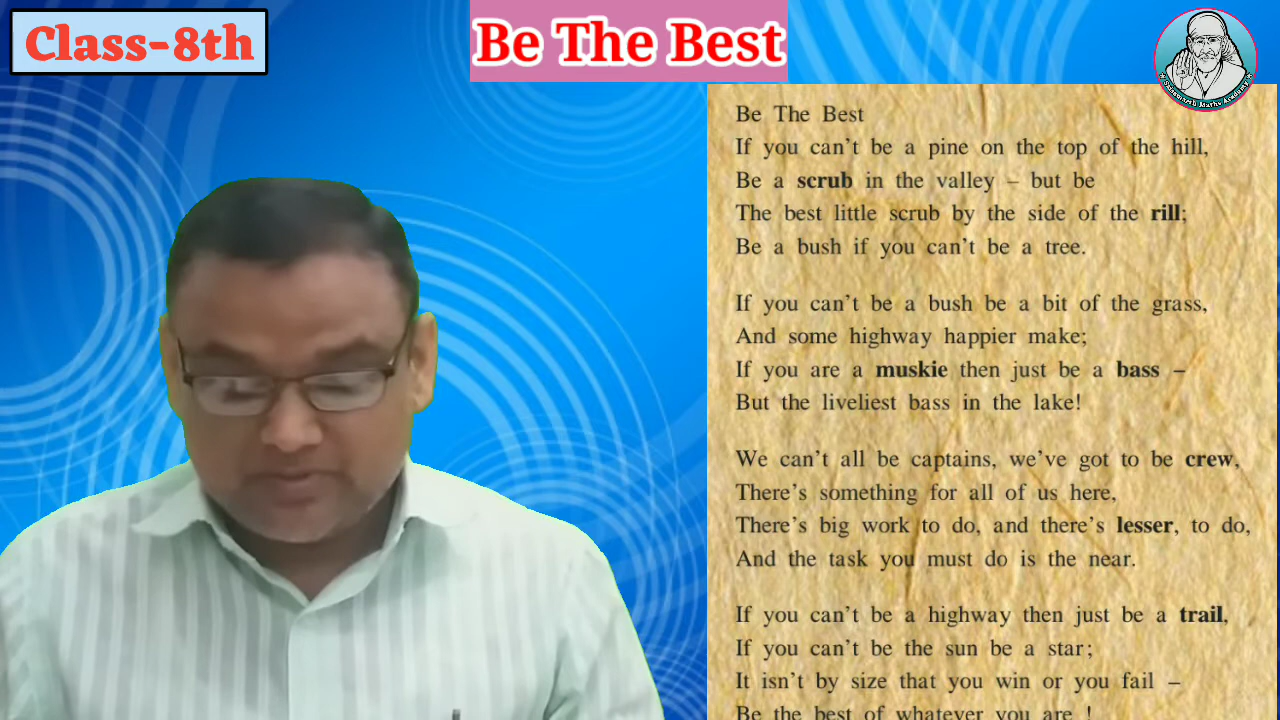 Class-8th
Be The Best
Be The Best
If you can't be a pine on the top of the hill,
Be a scrub in the valley – but be
The best little scrub by the side of the rill;
Be a bush if you can't be a tree.
If you can't be a bush be a bit of the grass,
And some highway happier make;
If you are a muskie then just be a bass –
But the liveliest bass in the lake!
We can't all be captains, we've got to be crew,
There's something for all of us here,
There's big work to do, and there's lesser, to do,
And the task you must do is the near.
If you can't be a highway then just be a trail,
If you can't be the sun be a star;
It isn't by size that you win or you fail –
Be the best of whatever you are !